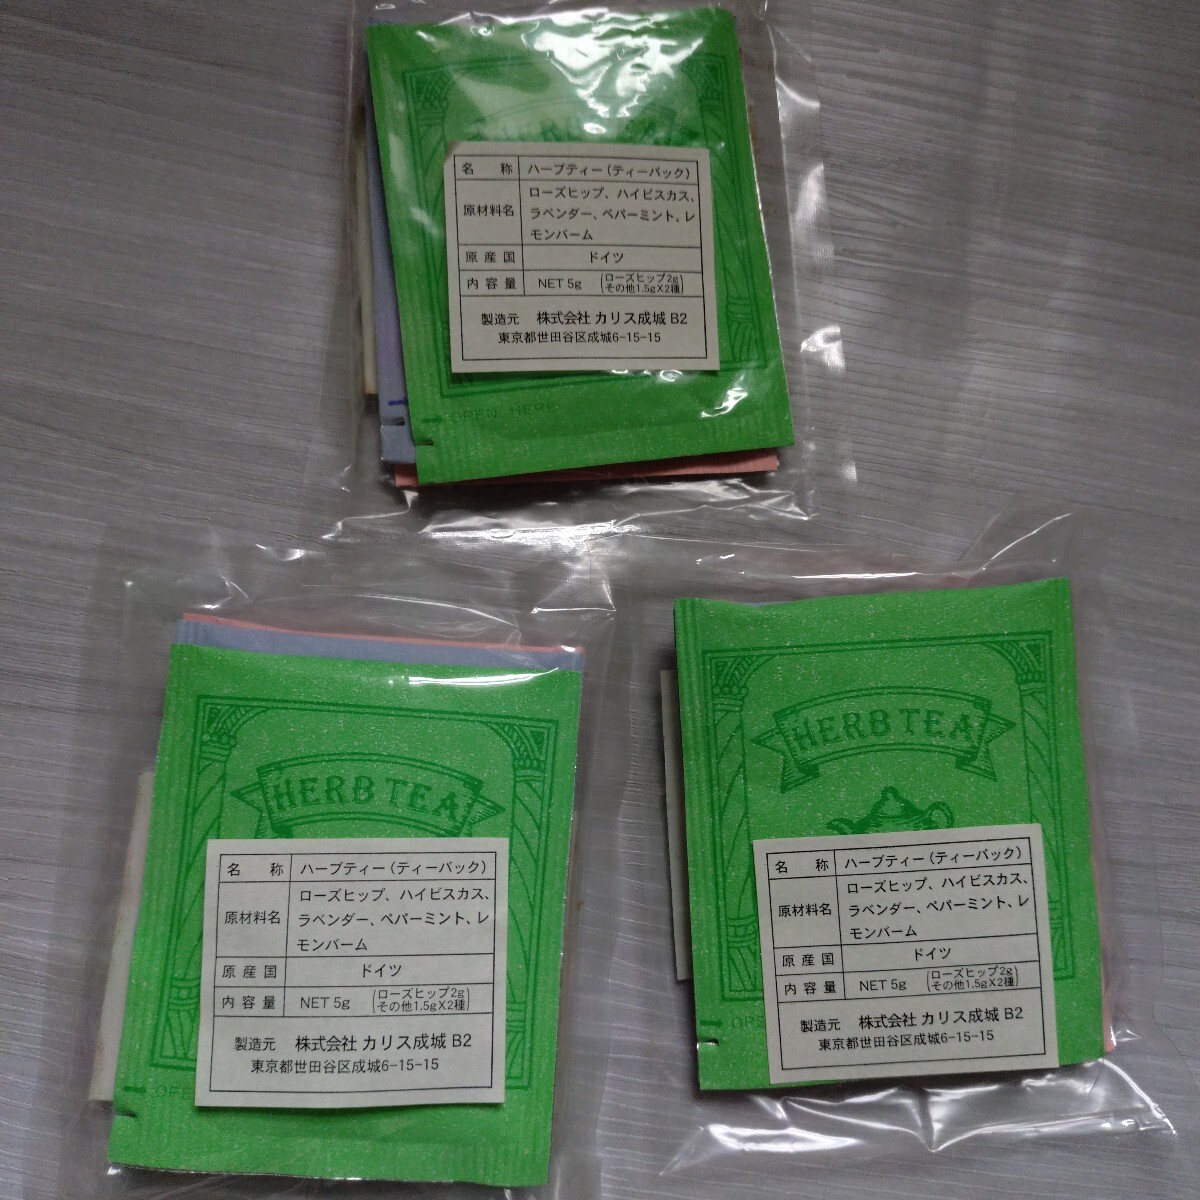 名 称 ハーブティー(ティーバック)
原材料名 ローズヒップ、ハイビスカス、
ラベンダー、ペパーミント、レ
モンバーム
原 産 国 ドイツ
内 容 量 NET 5g (ローズヒップ2g
その他1.5g X2種)
製造元 株式会社 カリス成城 B2
東京都世田谷区成城6-15-15
OPEN HERE
HERB TEA
名 称 ハーブティー(ティーバック)
原材料名 ローズヒップ、ハイビスカス、
ラベンダー、ペパーミント、レ
モンバーム
原 産 国 ドイツ
内 容 量 NET 5g (ローズヒップ2g
その他1.5g X2種)
製造元 株式会社 カリス成城 B2
東京都世田谷区成城6-15-15
HERB TEA
名 称 ハーブティー(ティーバック)
原材料名 ローズヒップ、ハイビスカス、
ラベンダー、ペパーミント、レ
モンバーム
原 産 国 ドイツ
内 容 量 NET 5g (ローズヒップ2g
その他1.5g X2種)
製造元 株式会社 カリス成城 B2
東京都世田谷区成城6-15-15